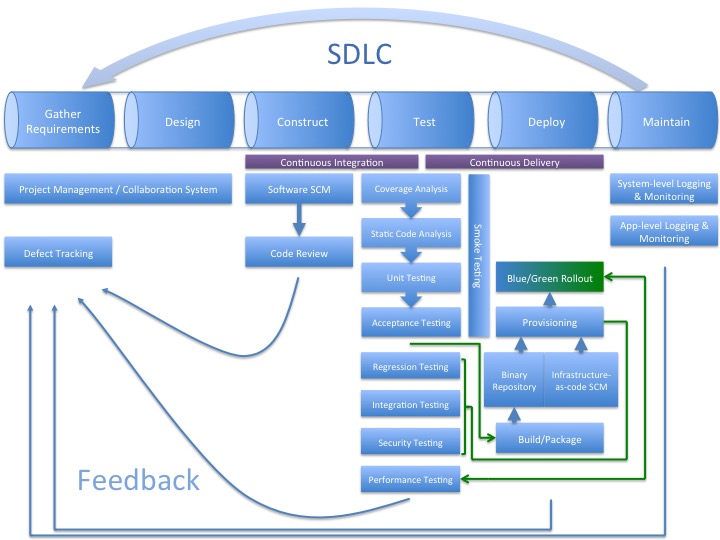 SDLC
Gather
Requirements
Design
Construct
Test
Deploy
Maintain
Continuous Integration
Continuous Delivery
Project Management / Collaboration System
Software SCM
Coverage Analysis
System-level Logging
& Monitoring
Static Code Analysis
Smoke Testing
App-level Logging &
Monitoring
Defect Tracking
Code Review
Unit Testing
Blue/Green Rollout
Acceptance Testing
Provisioning
Regression Testing
Binary
Repository
Infrastructure-
as-code SCM
Integration Testing
Security Testing
Build/Package
Performance Testing
Feedback